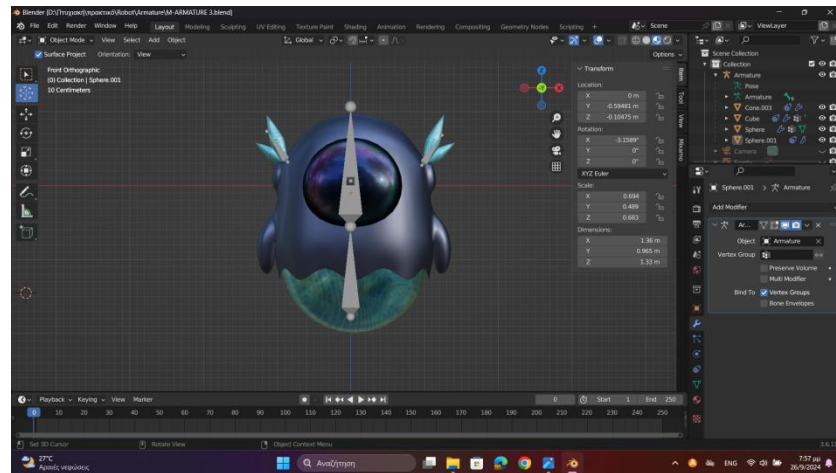 Blender [D:\Πτυχιακή\πρακτικό\Robot\Armature\M-ARMATURE 3.blend]
File Edit Render Window Help Layout Modeling Sculpting UV Editing Texture Paint Shading Animation Rendering Compositing Geometry Nodes Scripting + Scene ViewLayer
Object Mode View Select Add Object Global
Surface Project Orientation: View Options
Front Orthographic
(0) Collection | Sphere.001
10 Centimeters
Transform
Location:
X 0 m
Y -0.59481 m
Z -0.10475 m
Rotation:
X -3.1589°
Y 0°
Z 0°
XYZ Euler
Scale:
X 0.694
Y 0.489
Z 0.683
Dimensions:
X 1.36 m
Y 0.965 m
Z 1.33 m
Item
Tool
View
Mixamo
Scene Collection
Collection
Armature
Pose
Armature
Cone.003
Cube
Sphere
Sphere.001
Camera
Sphere.001 > Armature
Add Modifier
Ar...
Object Armature
Vertex Group
Preserve Volume
Multi Modifier
Bind To Vertex Groups
Bone Envelopes
Playback Keying View Marker 0 Start 1 End 250
0 10 20 30 40 50 60 70 80 90 100 110 120 130 140 150 160 170 180 190 200 210 220 230 240 250
Set 3D Cursor Rotate View Object Context Menu
27°C
Αραιές νεφώσεις
Αναζήτηση
ENG
7:57 μμ
26/9/2024